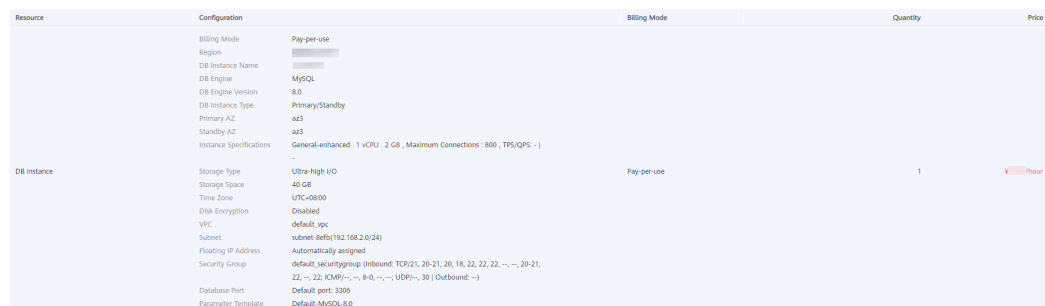 Resource Configuration Billing Mode Quantity Price
Billing Mode Pay-per-use
Region
DB Instance Name
DB Engine MySQL
DB Engine Version 8.0
DB Instance Type Primary/Standby
Primary AZ az3
Standby AZ az3
Instance Specifications General-enhanced | 1 vCPU | 2 GB , Maximum Connections : 800 , TPS/QPS: - |
-
DB instance Storage Type Ultra-high I/O Pay-per-use 1 ¥ /hour
Storage Space 40 GB
Time Zone UTC+08:00
Disk Encryption Disabled
VPC default_vpc
Subnet subnet-8efb(192.168.2.0/24)
Floating IP Address Automatically assigned
Security Group default_securitygroup (Inbound: TCP/21, 20-21, 20, 18, 22, 22, 22, --, --, 20-21,
22, --, 22; ICMP/--, --, 8-0, --, --; UDP/--, 30 | Outbound: --)
Database Port Default port: 3306
Parameter Template Default-MySQL-8.0